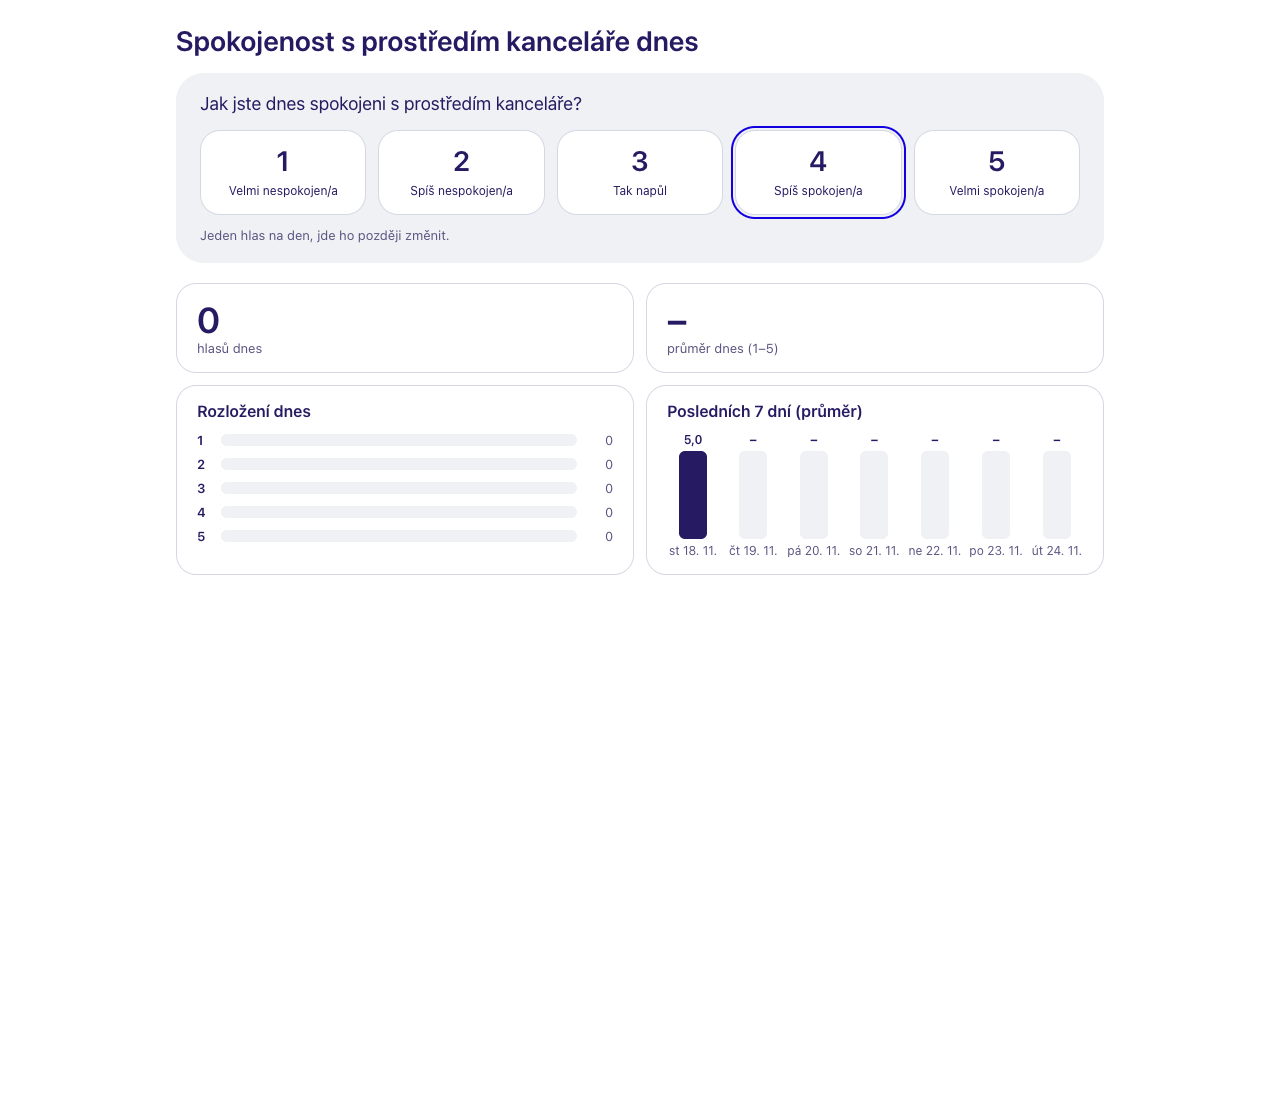 Spokojenost s prostředím kanceláře dnes
Jak jste dnes spokojeni s prostředím kanceláře?
1
Velmi nespokojen/a
2
Spíš nespokojen/a
3
Tak napůl
4
Spíš spokojen/a
5
Velmi spokojen/a
Jeden hlas na den, jde ho později změnit.
0
hlasů dnes
–
průměr dnes (1–5)
Rozložení dnes
1 0
2 0
3 0
4 0
5 0
Posledních 7 dní (průměr)
5,0 – – – – – –
st 18. 11. čt 19. 11. pá 20. 11. so 21. 11. ne 22. 11. po 23. 11. út 24. 11.